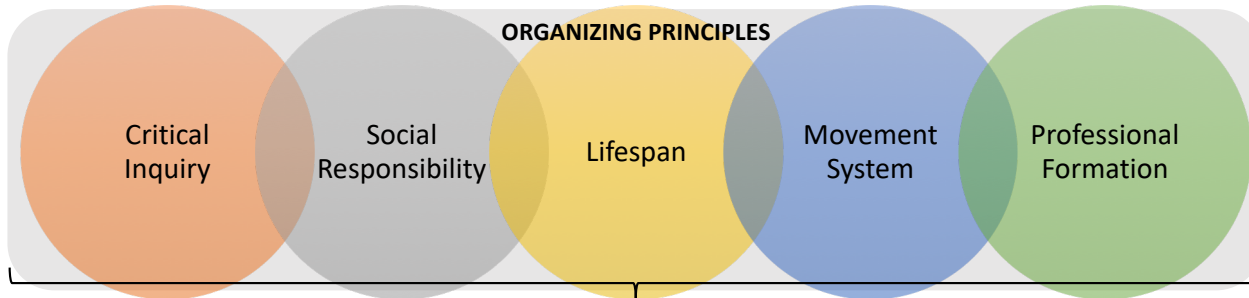 ORGANIZING PRINCIPLES
Critical
Inquiry
Social
Responsibility
Lifespan
Movement
System
Professional
Formation